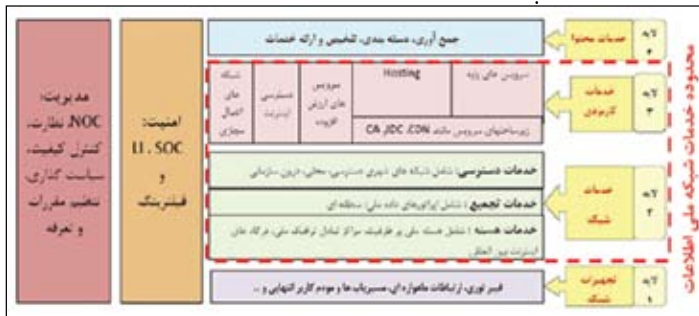 محدوده خدمات شبکه ملی اطلاعات
لایه
۴
خدمات محتوا
جمع آوری، دسته بندی، تلخیص و ارائه خدمات
لایه
۳
خدمات
کاربردی
سرویس های پایه
Hosting
سرویس
های ارزش
افزوده
دسترسی
اینترنت
شبکه
های
اتصال
مجازی
زیرساختهای سرویس مانند CA ,IDC ,CDN
لایه
۲
خدمات
شبکه
خدمات دسترسی: شامل شبکه های شهری دسترسی، محلی، درون سازمانی
خدمات تجمیع : شامل اپراتورهای داده ملی، منطقه ای
خدمات هسته : شامل هسته ملی پر ظرفیت، مراکز تبادل ترافیک ملی، درگاه های
اینترنت بین الملل
لایه
۱
تجهیزات
شبکه
فیبر نوری، ارتباطات ماهواره ای، مسیریاب ها و مودم کاربر انتهایی و ..
امنیت:
LI ، SOC
و
فیلترینگ
مدیریت:
NOC، نظارت،
کنترل کیفیت،
سیاست گذاری،
تنظیم مقررات
و تعرفه